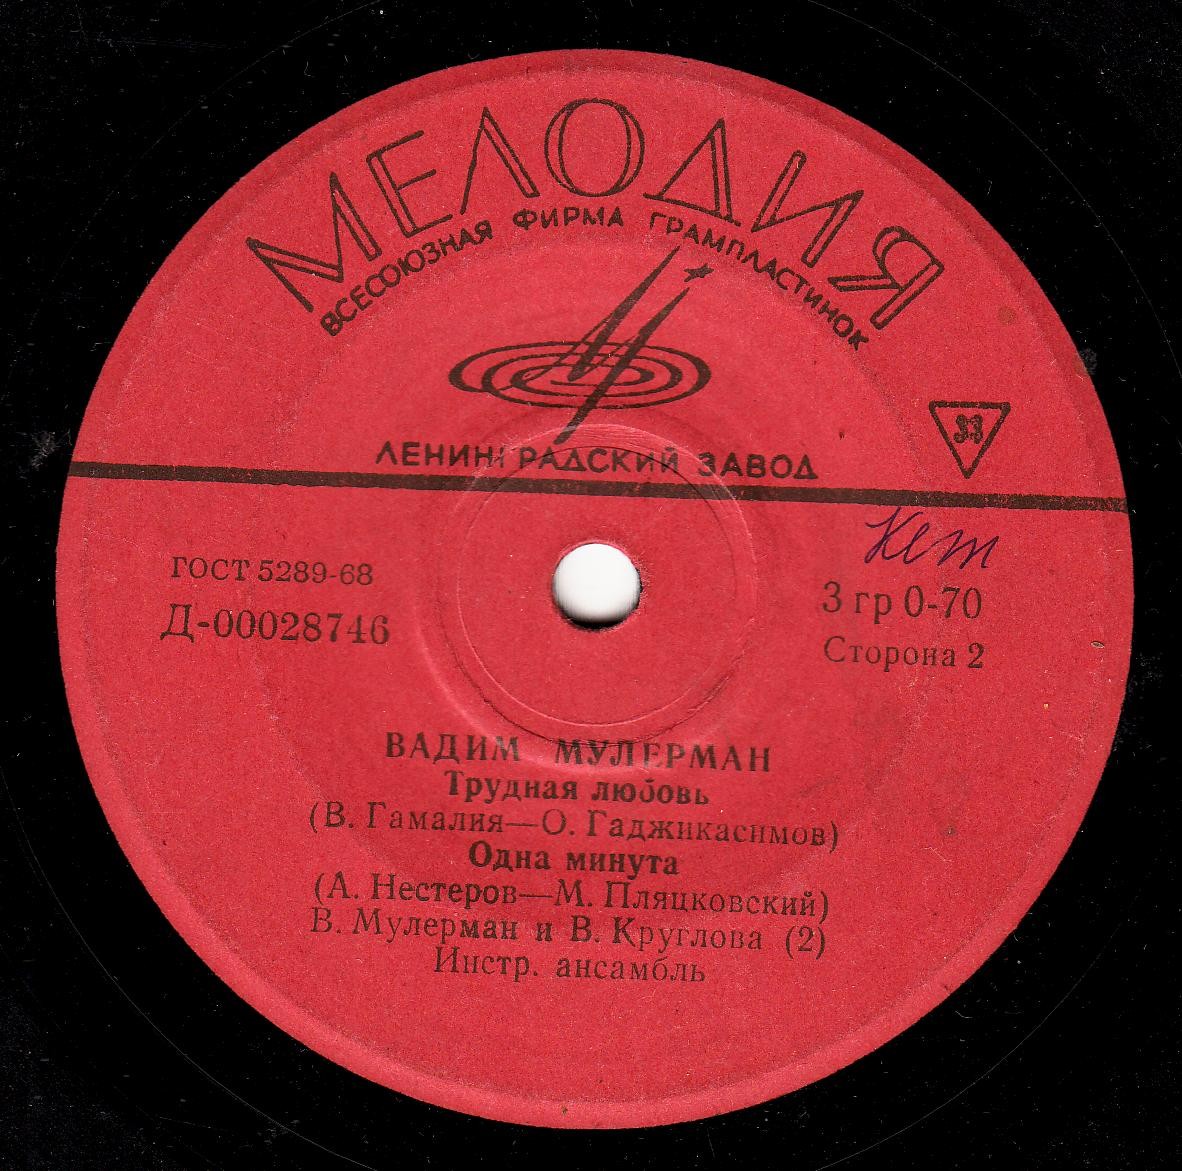 МЕЛОДИЯ
ВСЕСОЮЗНАЯ ФИРМА ГРАМПЛАСТИНОК
ЛЕНИНГРАДСКИЙ ЗАВОД
33
ГОСТ 5289-68
Д-00028746
Кет
3 гр 0-70
Сторона 2
ВАДИМ МУЛЕРМАН
Трудная любовь
(В. Гамалия—О. Гаджикасимов)
Одна минута
(А. Нестеров—М. Пляцковский)
В. Мулерман и В. Круглова (2)
Инстр. ансамбль